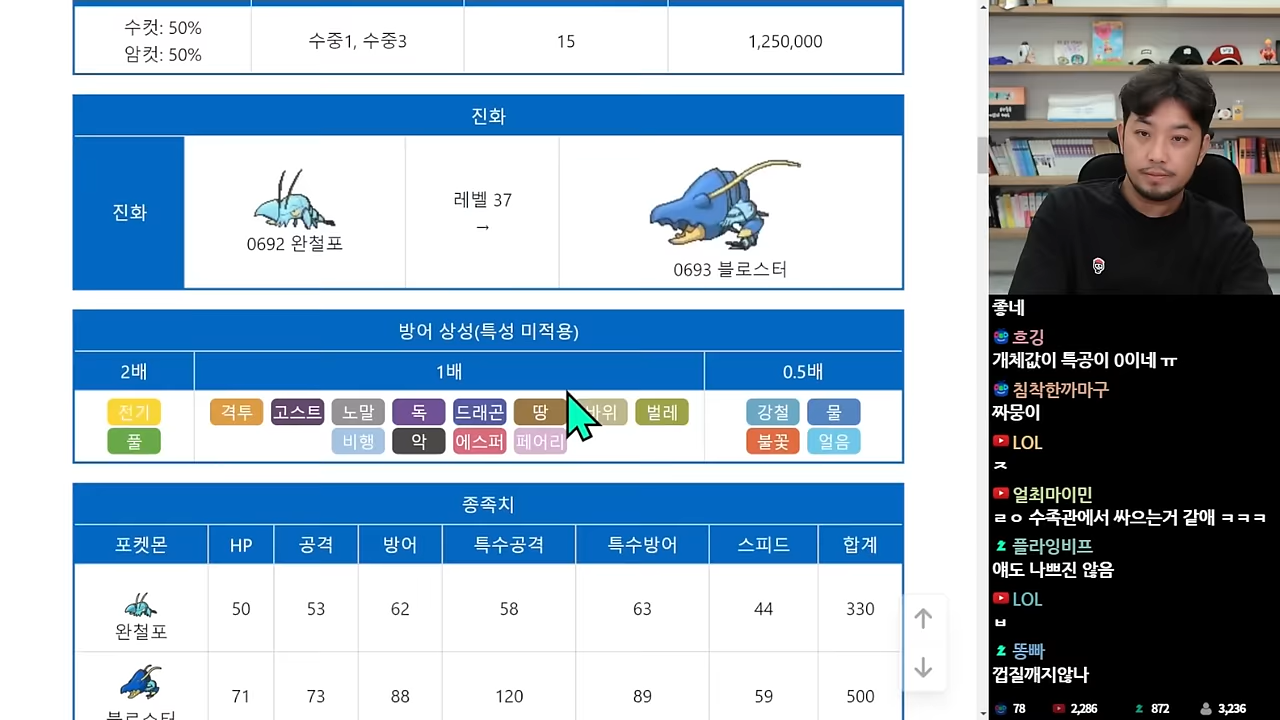 수컷: 50%
암컷: 50%
수중1, 수중3
15
1,250,000
진화
진화
0692 완철포
레벨 37
→
0693 블로스터
방어 상성(특성 미적용)
2배
1배
0.5배
전기
격투 고스트 노말 독 드래곤 땅 바위 벌레
강철 물
풀
비행 악 에스퍼 페어리
불꽃 얼음
종족치
포켓몬 HP 공격 방어 특수공격 특수방어 스피드 합계
완철포 50 53 62 58 63 44 330
블로스터 71 73 88 120 89 59 500
좋네
흐깅
개체값이 특공이 0이네 ㅠ
침착한까마구
짜뭉이
LOL
ㅈ
얼최마이민
ㄹㅇ 수족관에서 싸으는거 같애 ㅋㅋㅋ
플라잉비프
얘도 나쁘진 않음
LOL
ㅂ
똥빠
껍질깨지않나
78 2,286 872 3,236